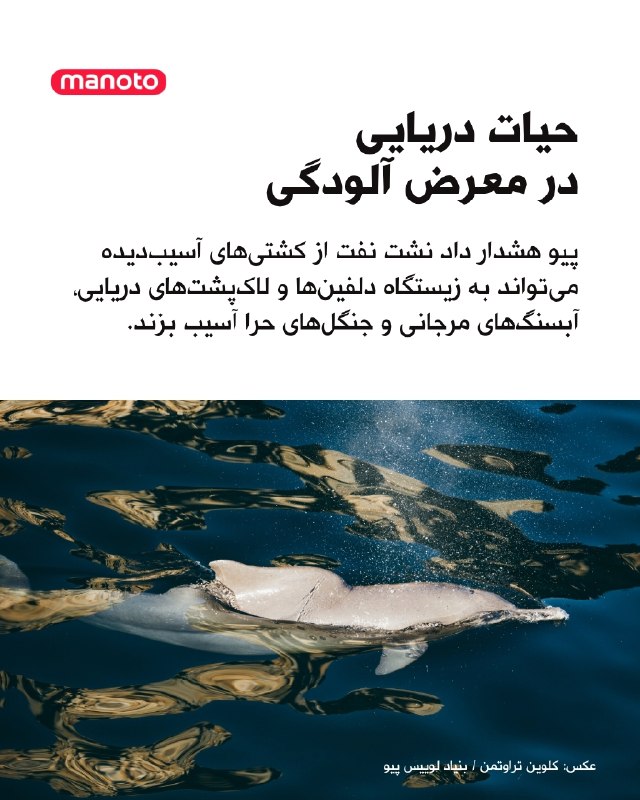 manoto
حیات دریایی
در معرض آلودگی
پیو هشدار داد نشت نفت از کشتی‌های آسیب‌دیده
می‌تواند به زیستگاه دلفین‌ها و لاک‌پشت‌های دریایی،
آبسنگ‌های مرجانی و جنگل‌های حرا آسیب بزند.
عکس: کلوین تراوتمن / بنیاد لوییس پیو